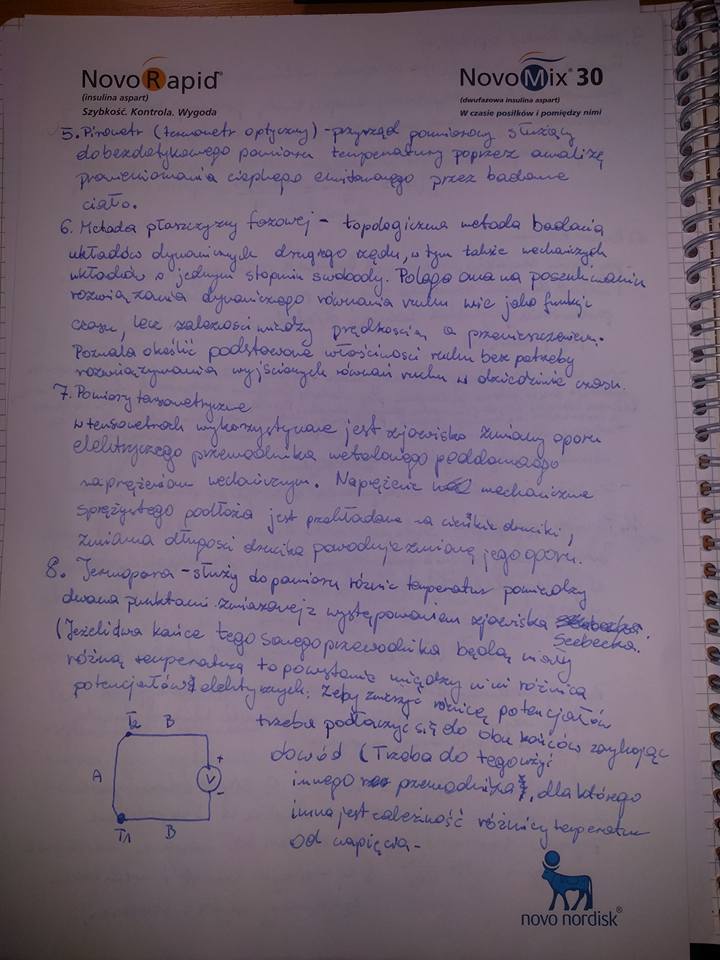 NovoRapid®
(insulina aspart)
Szybkość. Kontrola. Wygoda
NovoMix® 30
(dwufazowa insulina aspart)
W czasie posiłków i pomiędzy nimi
5. Pirometr (termometr optyczny) - przyrząd pomiarowy służący
do bezdotykowego pomiaru temperatury poprzez analizę
promieniowania cieplnego emitowanego przez badane
ciało.
6. Metoda płaszczyzny fazowej - topologiczna metoda badania
układów dynamicznych drugiego rzędu, w tym także mechanicznych
układów o jednym stopniu swobody. Polega ona na poszukiwaniu
rozwiązania dynamicznego równania ruchu nie jako funkcje
czasu, lecz zależności między prędkością a przemieszczeniem.
Pozwala określić podstawowe właściwości ruchu bez potrzeby
rozwiązywania wyjściowych równań ruchu w dziedzinie czasu.
7. Pomiary tensometryczne
w tensometrach wykorzystywane jest zjawisko zmiany oporu
elektrycznego przewodnika metalowego poddanego
naprężeniom mechanicznym. Naprężenie mechaniczne
sprężystego podłoża jest przekładane na cienkie druciki,
zmiana długości drucika powoduje zmianę jego oporu.
8. Termopara - służy do pomiaru różnic temperatur pomiędzy
dwoma punktami związanej z występowaniem zjawiska
Seebecka.
(Jeżeli dwa końce tego samego przewodnika będą miały
różną temperaturę to powstanie między nimi różnica
potencjałów elektrycznych. Żeby zmierzyć różnicę potencjałów
trzeba podłączyć się do obu końców zamykając
obwód (Trzeba do tego użyć
innego przewodnika, dla którego
inna jest zależność różnicy temperatur
od napięcia-
T2 B
A V + -
T1 B
novo nordisk®